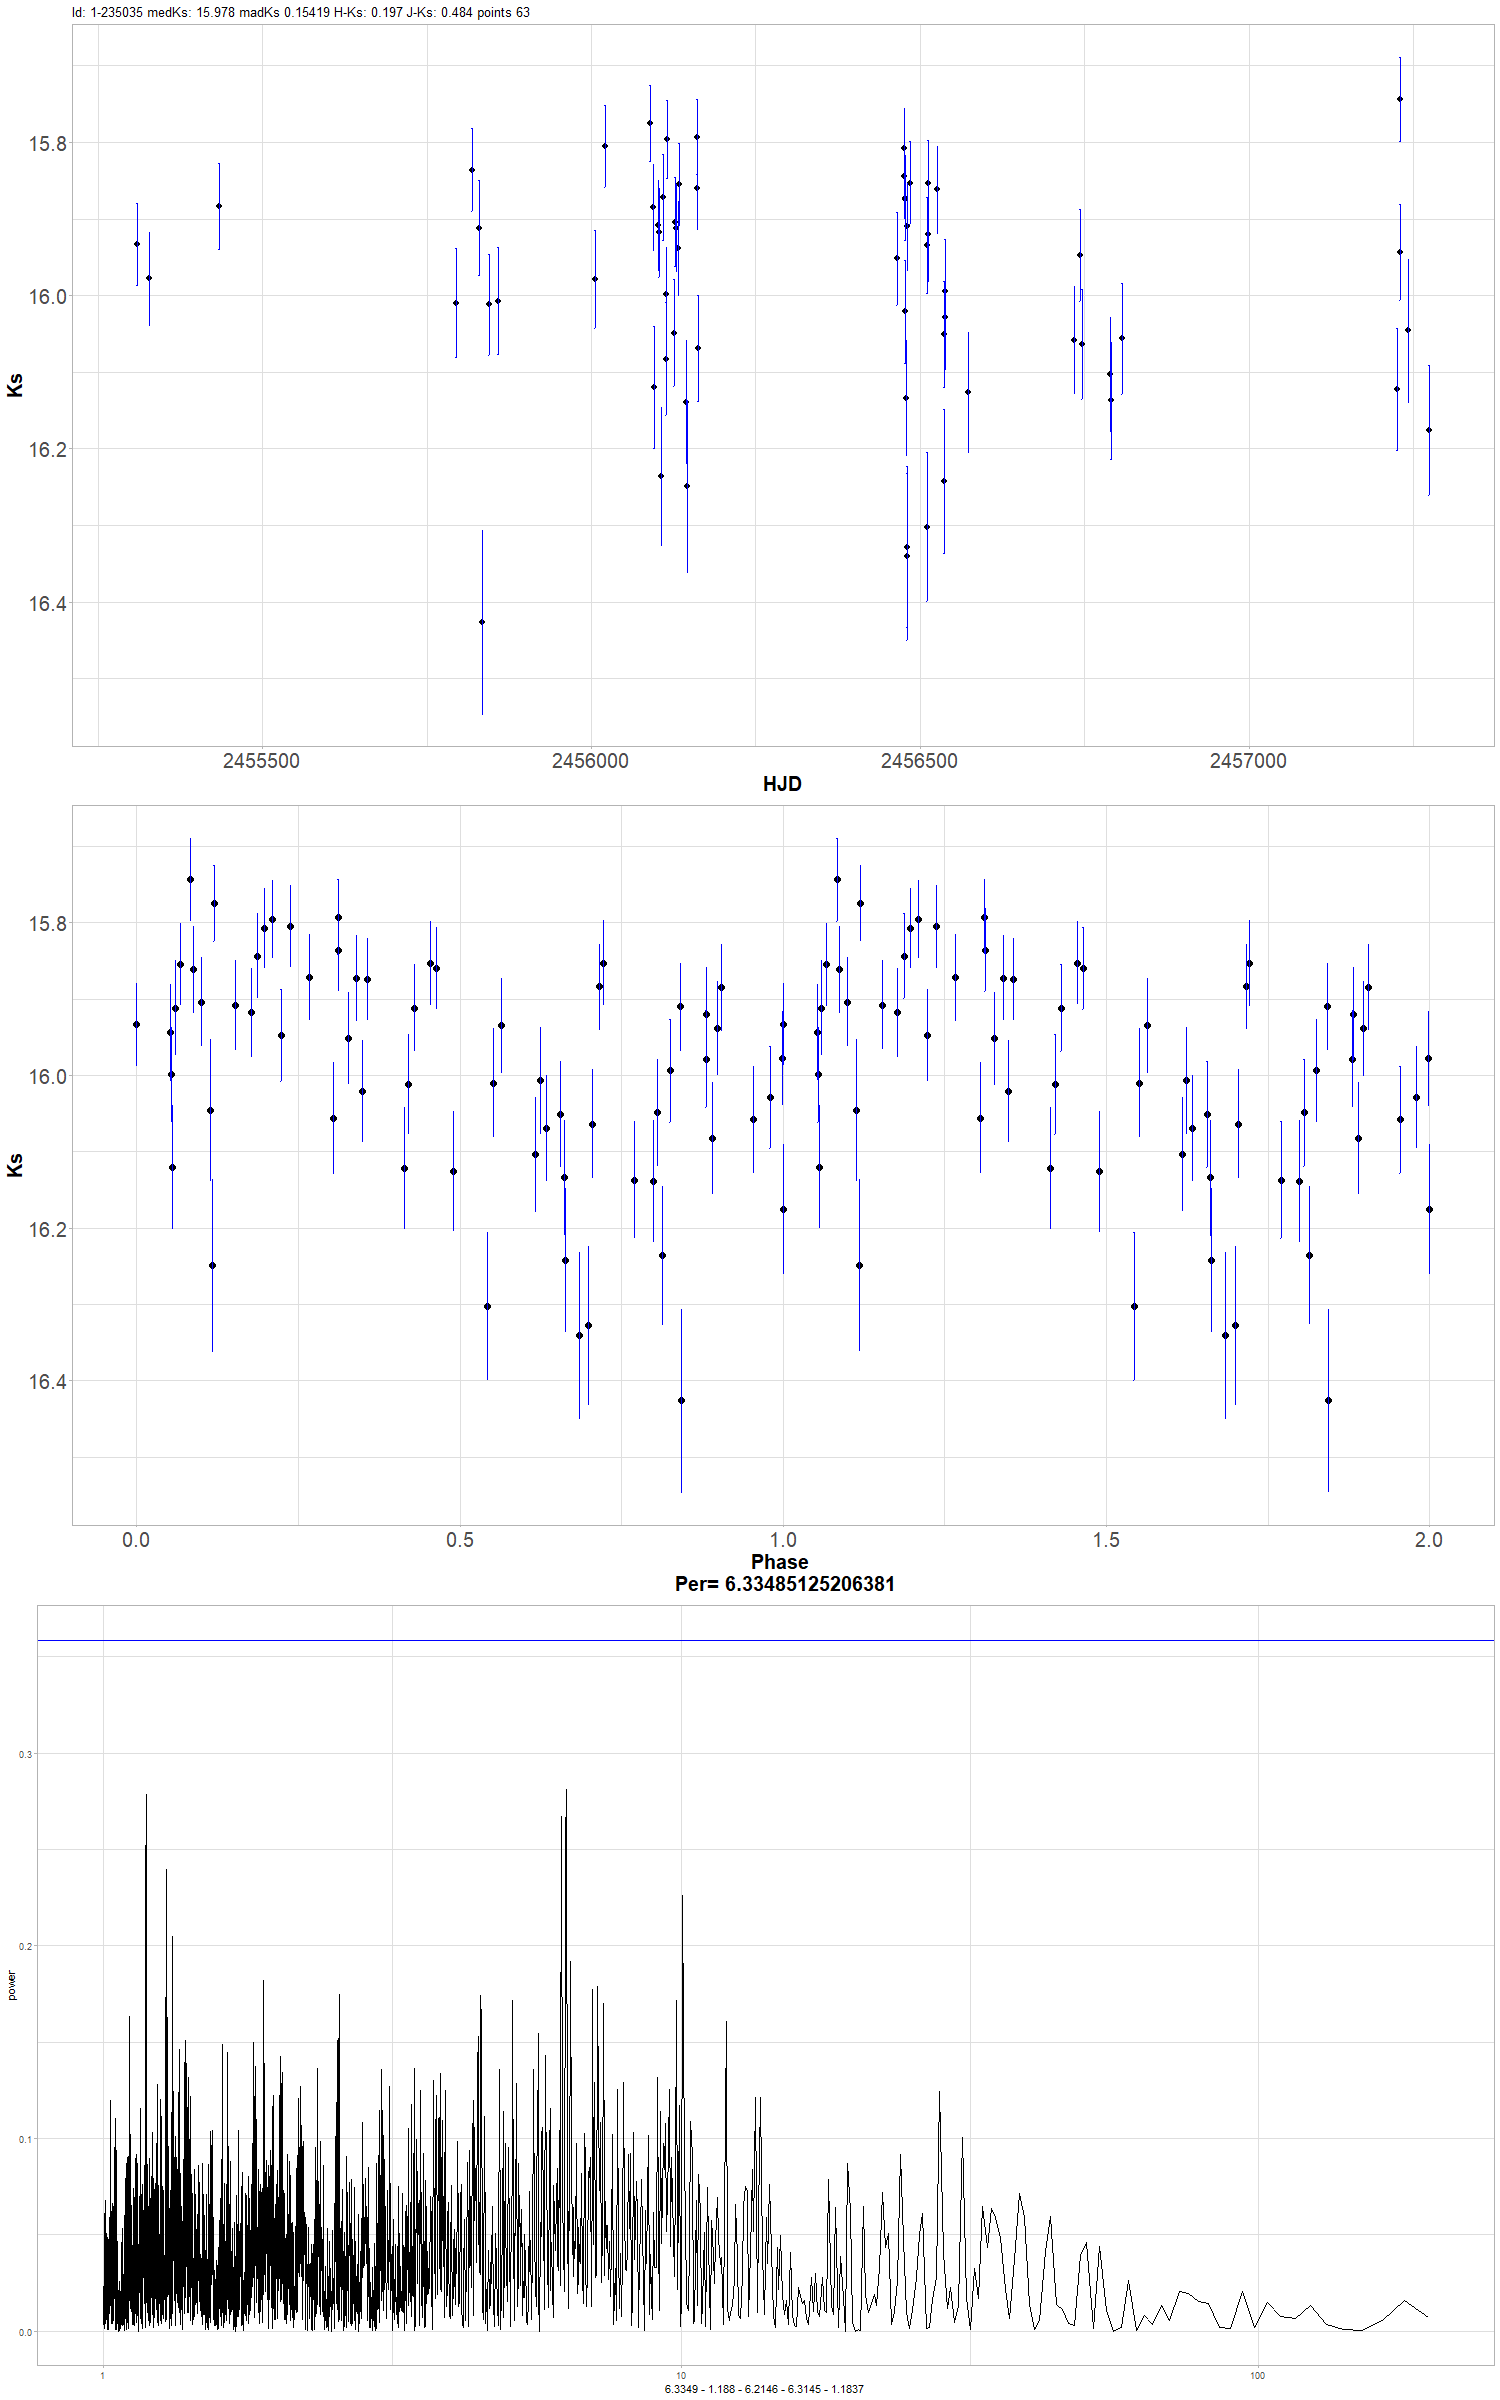 Id: 1-235035 medKs: 15.978 madKs 0.15419 H-Ks: 0.197 J-Ks: 0.484 points 63
15.8
16.0
16.2
16.4
Ks
2455500 2456000 2456500 2457000
HJD
15.8
16.0
16.2
16.4
Ks
0.0 0.5 1.0 1.5 2.0
Phase
Per= 6.33485125206381
0.3
0.2
0.1
0.0
power
1 10 100
6.3349 - 1.188 - 6.2146 - 6.3145 - 1.1837